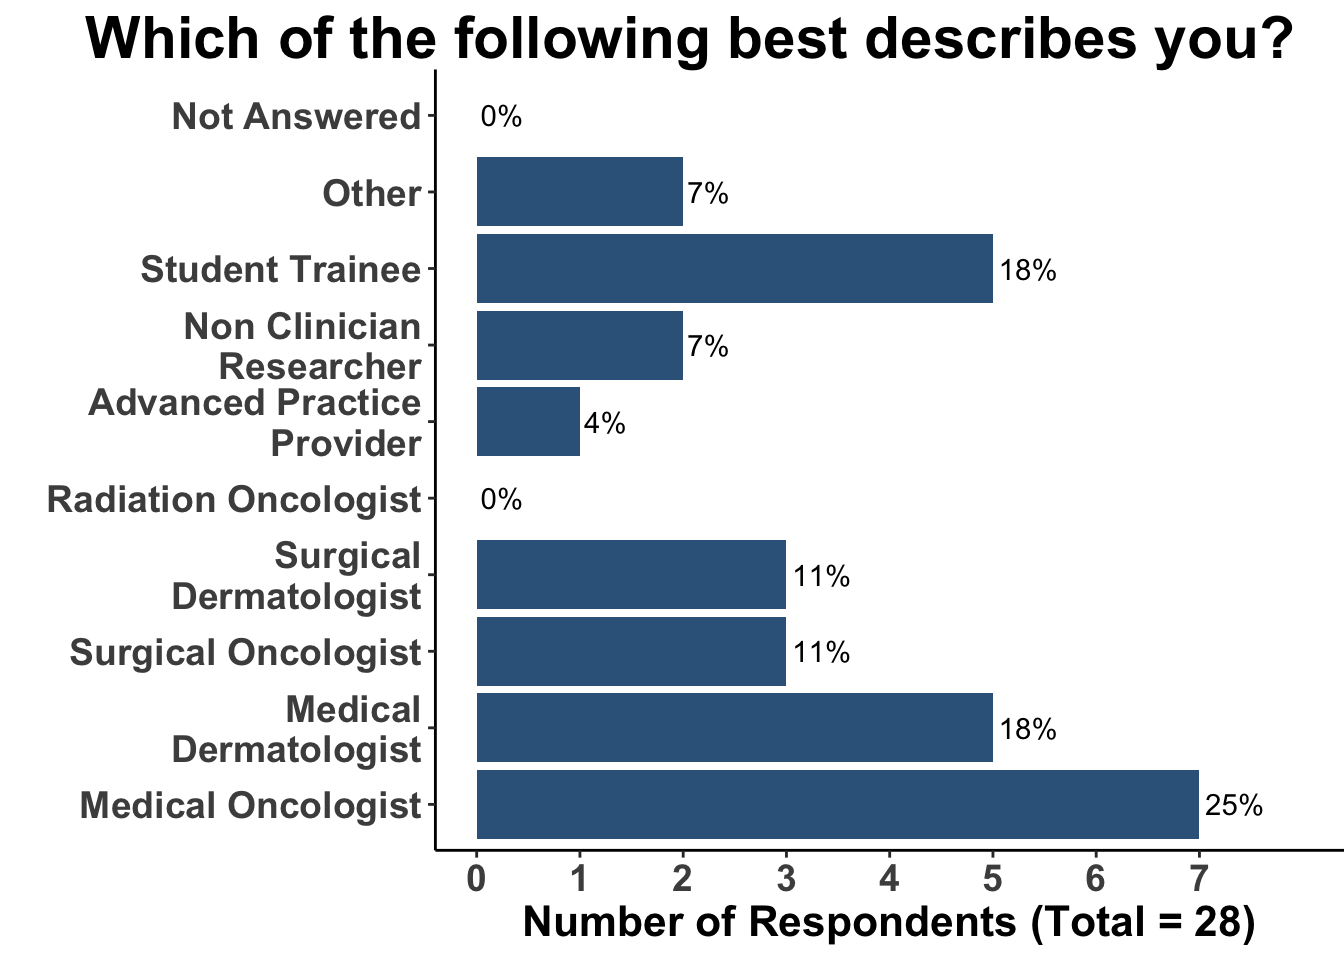 Which of the following best describes you?
Not Answered
0%
Other
7%
Student Trainee
18%
Non Clinician
Researcher
7%
Advanced Practice
Provider
4%
Radiation Oncologist
0%
Surgical
Dermatologist
11%
Surgical Oncologist
11%
Medical
Dermatologist
18%
Medical Oncologist
25%
0 1 2 3 4 5 6 7
Number of Respondents (Total = 28)